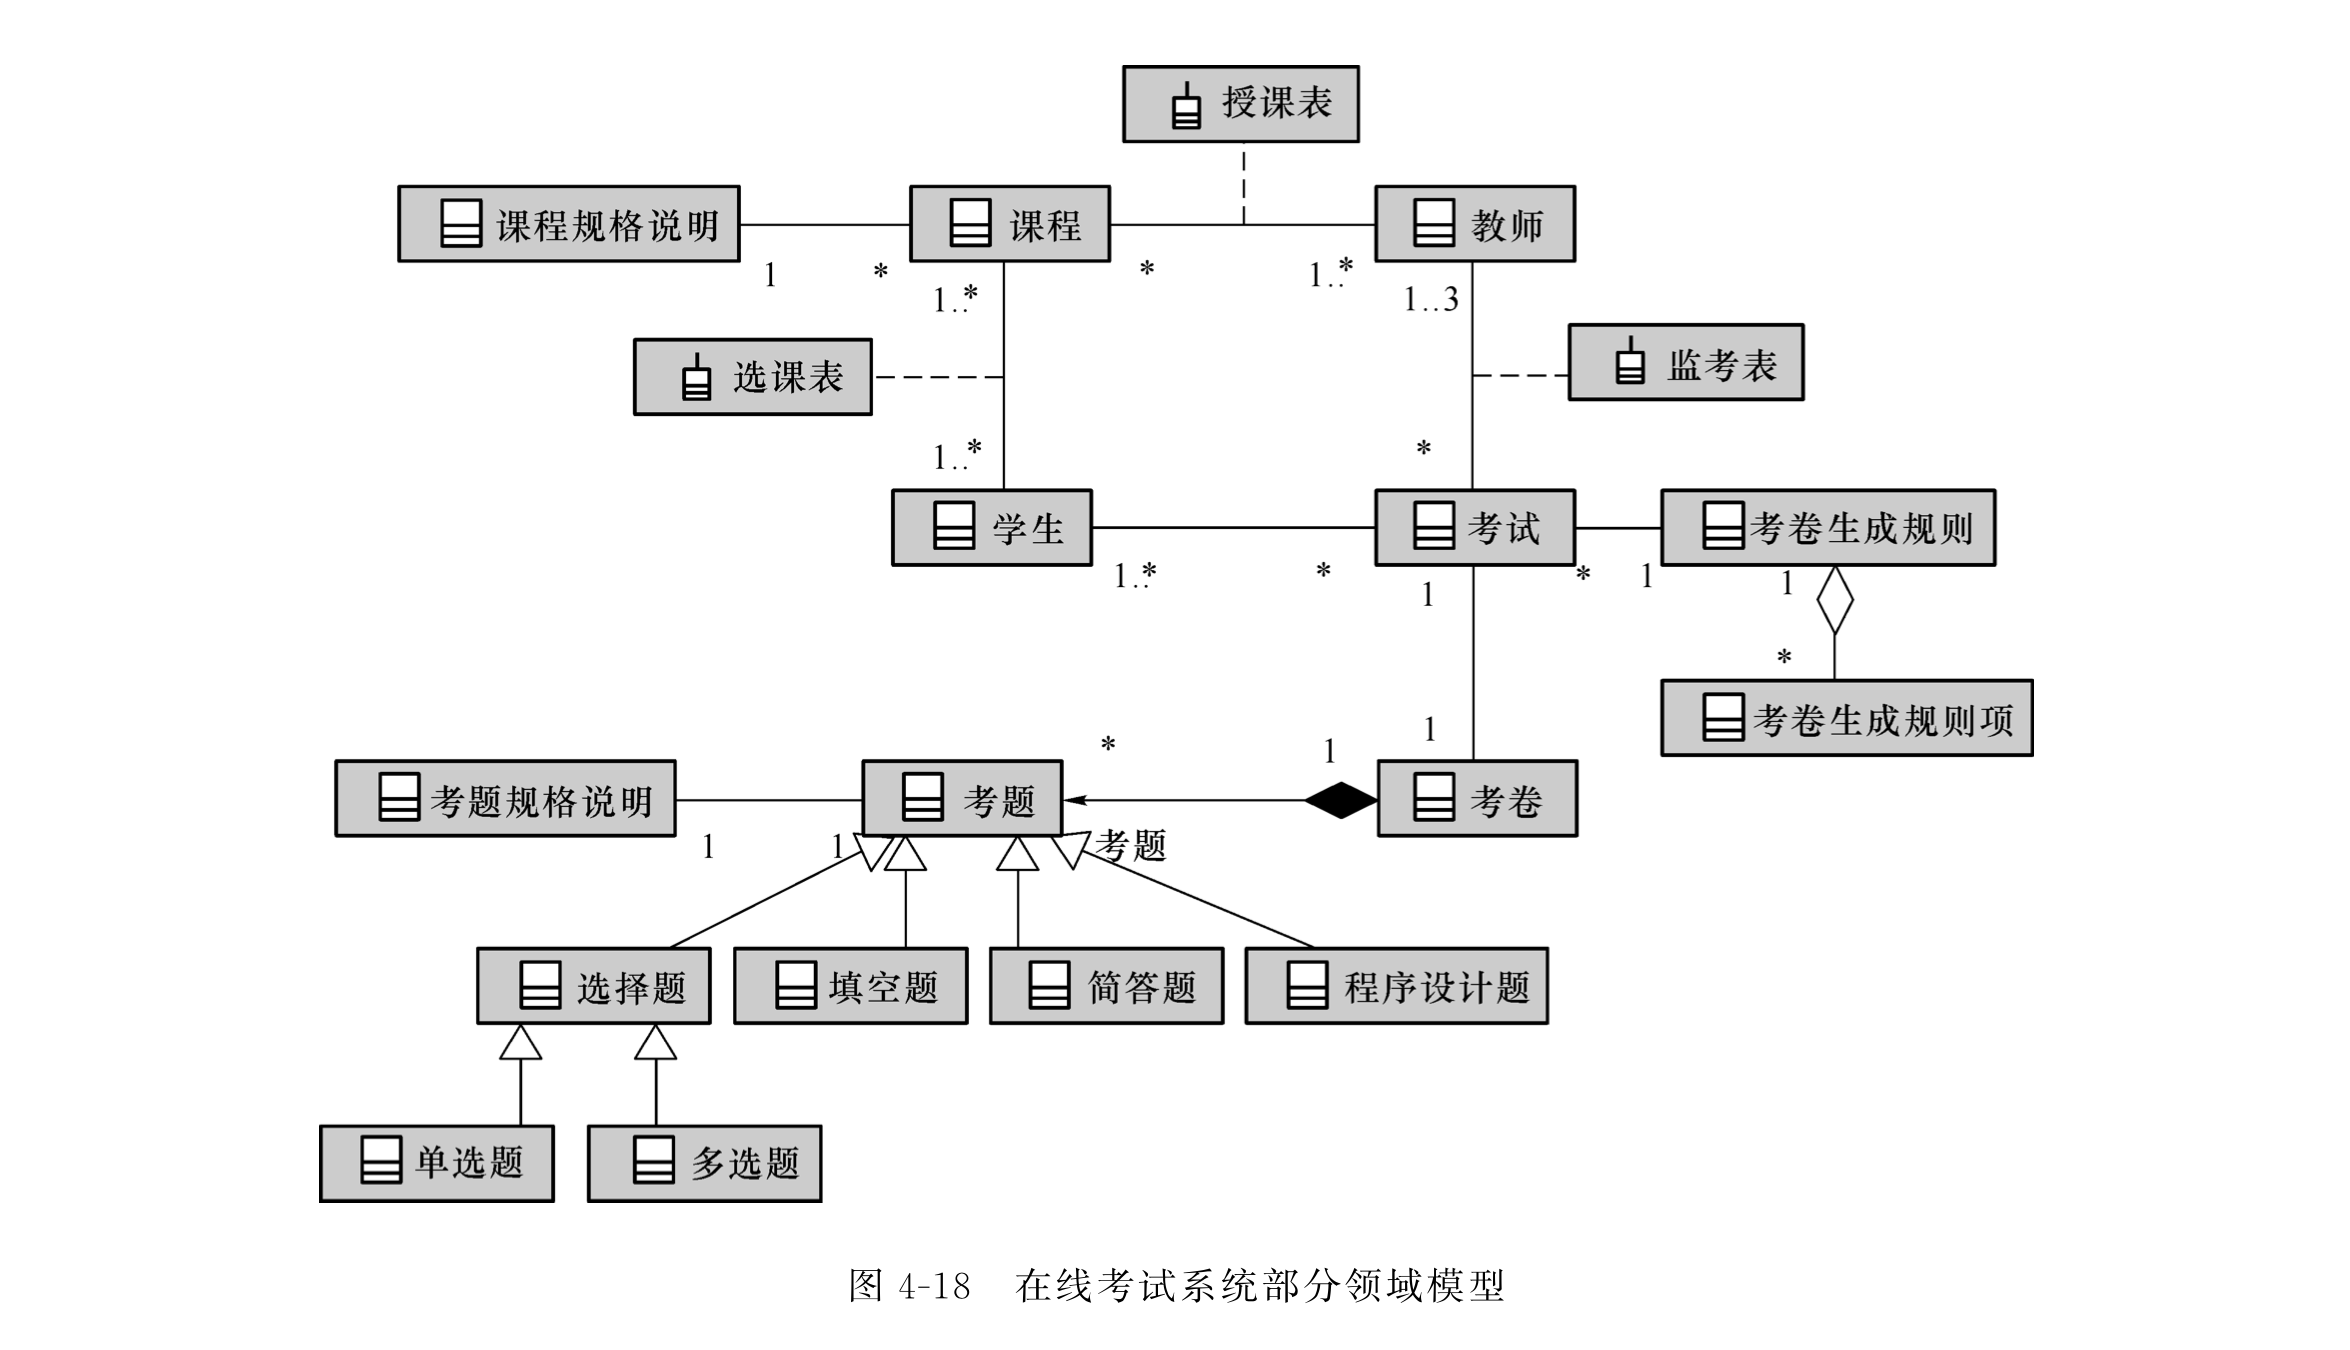 授课表
课程规格说明
课程
教师
1
*
*
1..*
1..*
1..3
选课表
监考表
1..*
*
学生
考试
考卷生成规则
1..*
*
1
*
1
1
*
考卷生成规则项
1
*
1
考题规格说明
考题
考卷
1
1
考题
选择题
填空题
简答题
程序设计题
单选题
多选题
图 4-18 在线考试系统部分领域模型